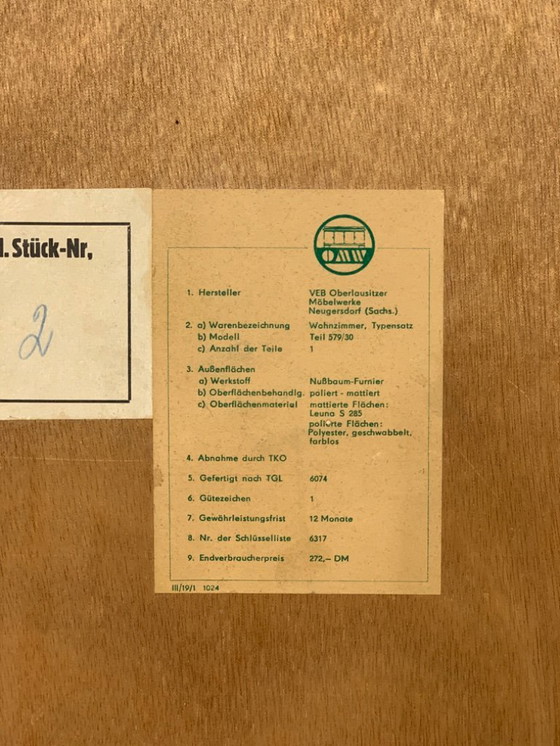 l. Stück-Nr,
2
OMW
1. Hersteller VEB Oberlausitzer
Möbelwerke
Neugersdorf (Sachs.)
2. a) Warenbezeichnung Wohnzimmer, Typensatz
b) Modell Teil 579/30
c) Anzahl der Teile 1
3. Außenflächen
a) Werkstoff Nußbaum-Furnier
b) Oberflächenbehandlg. poliert - mattiert
c) Oberflächenmaterial mattierte Flächen:
Leuna S 285
polierte Flächen:
Polyester, geschwabbelt,
farblos
4. Abnahme durch TKO
5. Gefertigt nach TGL 6074
6. Gütezeichen 1
7. Gewährleistungsfrist 12 Monate
8. Nr. der Schlüsselliste 6317
9. Endverbraucherpreis 272,– DM
III/19/1 1024